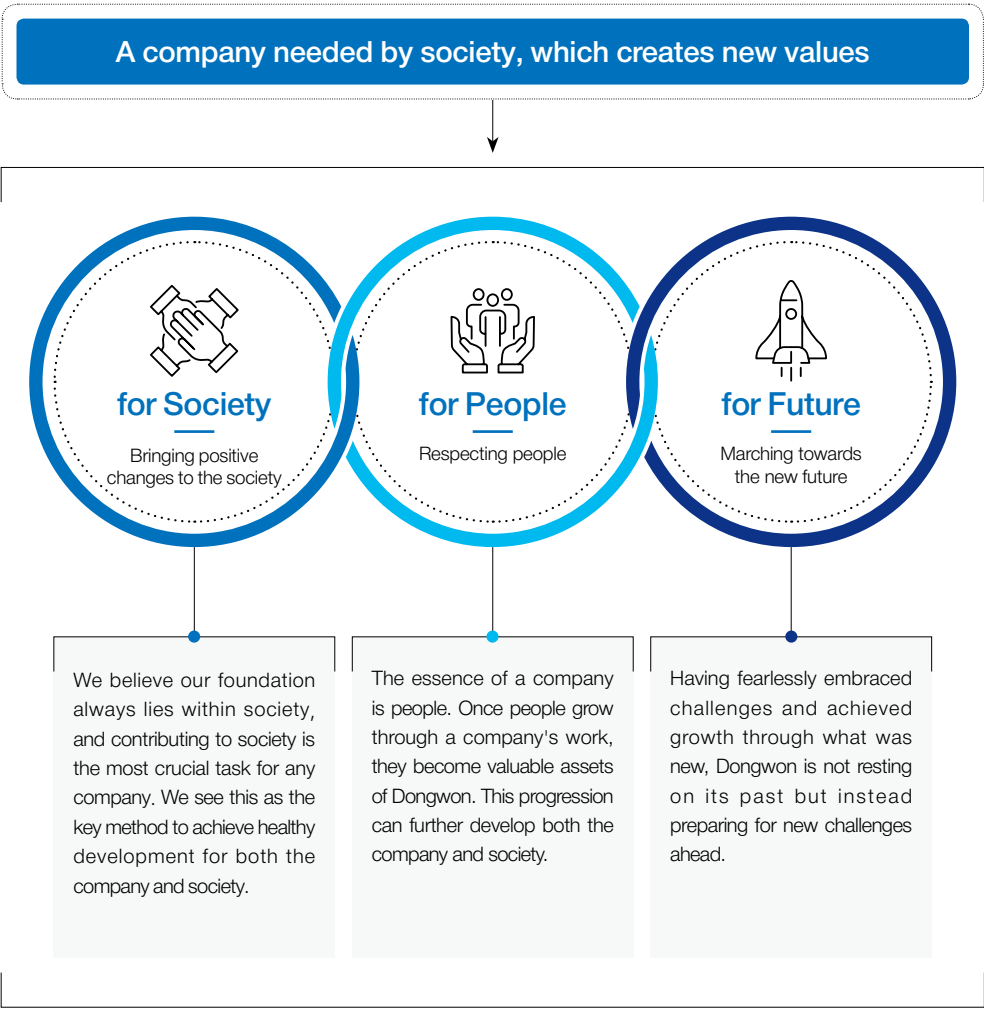 A company needed by society, which creates new values
for Society
Bringing positive
changes to the society
for People
Respecting people
for Future
Marching towards
the new future
We believe our foundation
always lies within society,
and contributing to society is
the most crucial task for any
company. We see this as the
key method to achieve healthy
development for both the
company and society.
The essence of a company
is people. Once people grow
through a company's work,
they become valuable assets
of Dongwon. This progression
can further develop both the
company and society.
Having fearlessly embraced
challenges and achieved
growth through what was
new, Dongwon is not resting
on its past but instead
preparing for new challenges
ahead.